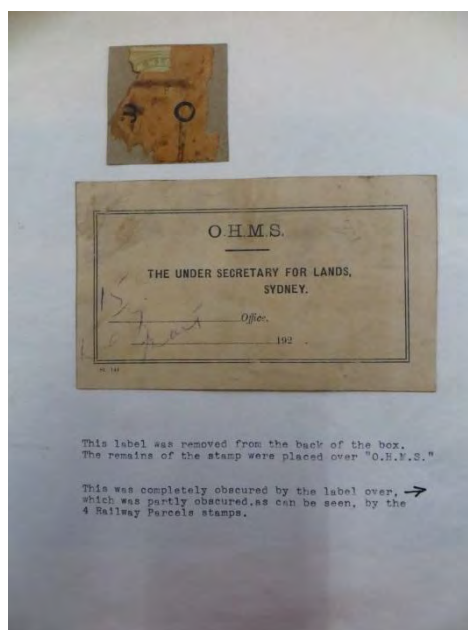 O
O.H.M.S.
THE UNDER SECRETARY FOR LANDS,
SYDNEY.
15
Office.
192 .
This label was removed from the back of the box.
The remains of the stamp were placed over "O.H.M.S."
This was completely obscured by the label over, →
which was partly obscured,as can be seen, by the
4 Railway Parcels stamps.